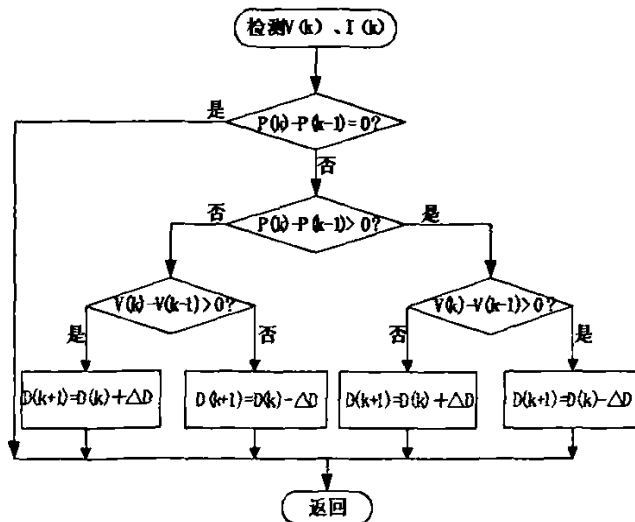 检测V(k)、I(k)
是
P(k)-P(k-1)=0?
否
否
P(k)-P(k-1)>0?
是
V(k)-V(k-1)>0?
V(k)-V(k-1)>0?
是
否
否
是
D(k+1)=D(k)+△D
D(k+1)=D(k)-△D
D(k+1)=D(k)+△D
D(k+1)=D(k)-△D
返回